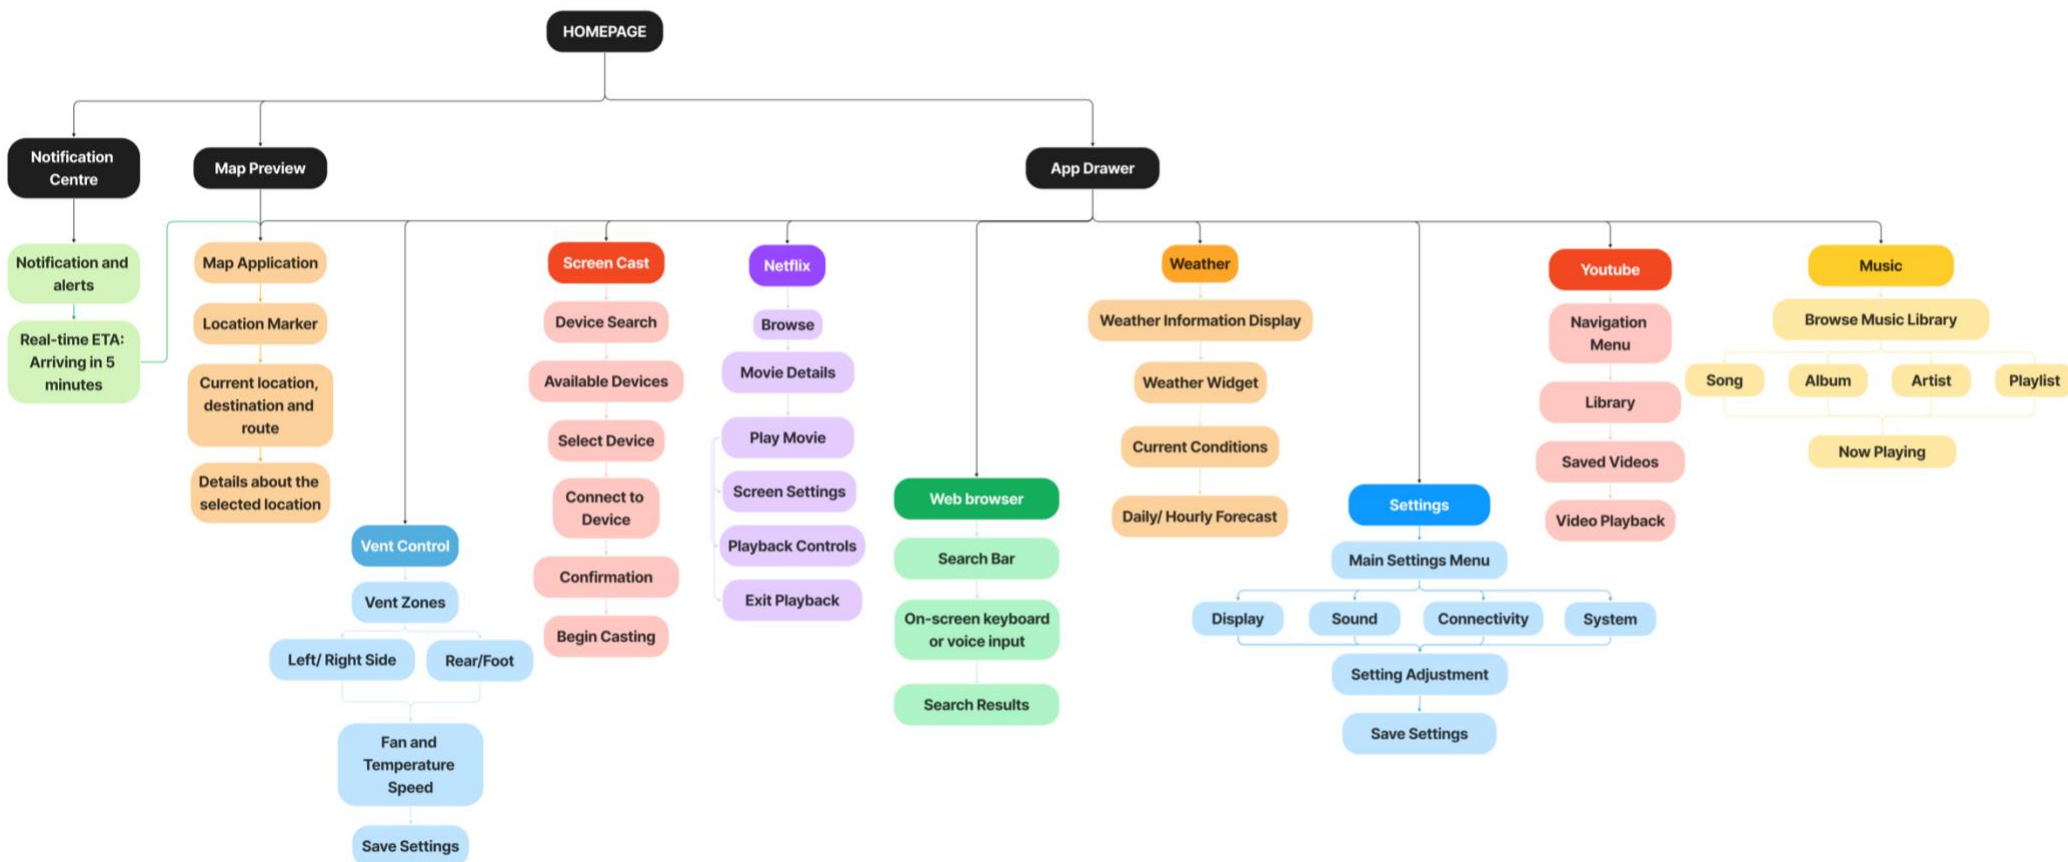 HOMEPAGE
Notification
Centre
Map Preview
App Drawer
Notification and
alerts
Real-time ETA:
Arriving in 5
minutes
Map Application
Location Marker
Current location,
destination and
route
Details about the
selected location
Vent Control
Vent Zones
Left/ Right Side
Rear/Foot
Fan and
Temperature
Speed
Save Settings
Screen Cast
Device Search
Available Devices
Select Device
Connect to
Device
Confirmation
Begin Casting
Netflix
Browse
Movie Details
Play Movie
Screen Settings
Playback Controls
Exit Playback
Web browser
Search Bar
On-screen keyboard
or voice input
Search Results
Weather
Weather Information Display
Weather Widget
Current Conditions
Daily/ Hourly Forecast
Settings
Main Settings Menu
Display
Sound
Connectivity
System
Setting Adjustment
Save Settings
Youtube
Navigation
Menu
Library
Saved Videos
Video Playback
Music
Browse Music Library
Song
Album
Artist
Playlist
Now Playing